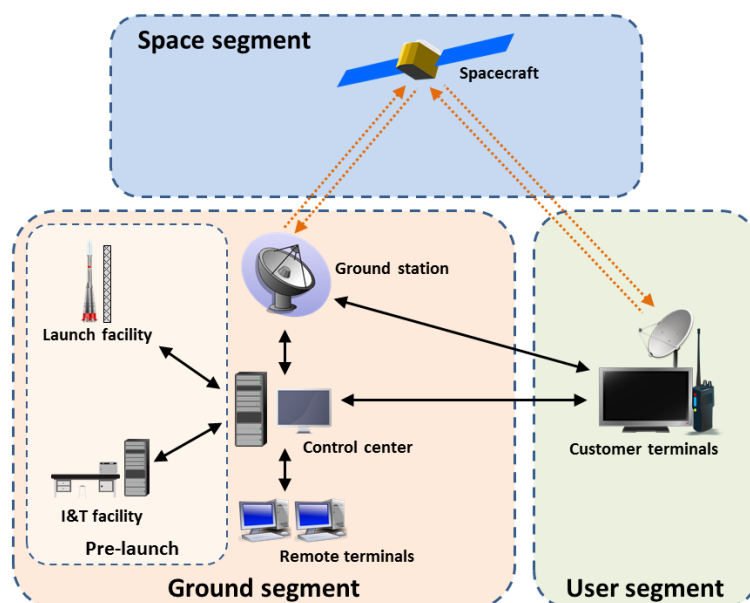 Space segment
Spacecraft
Ground station
Launch facility
Control center
Customer terminals
I&T facility
Remote terminals
Pre-launch
Ground segment
User segment